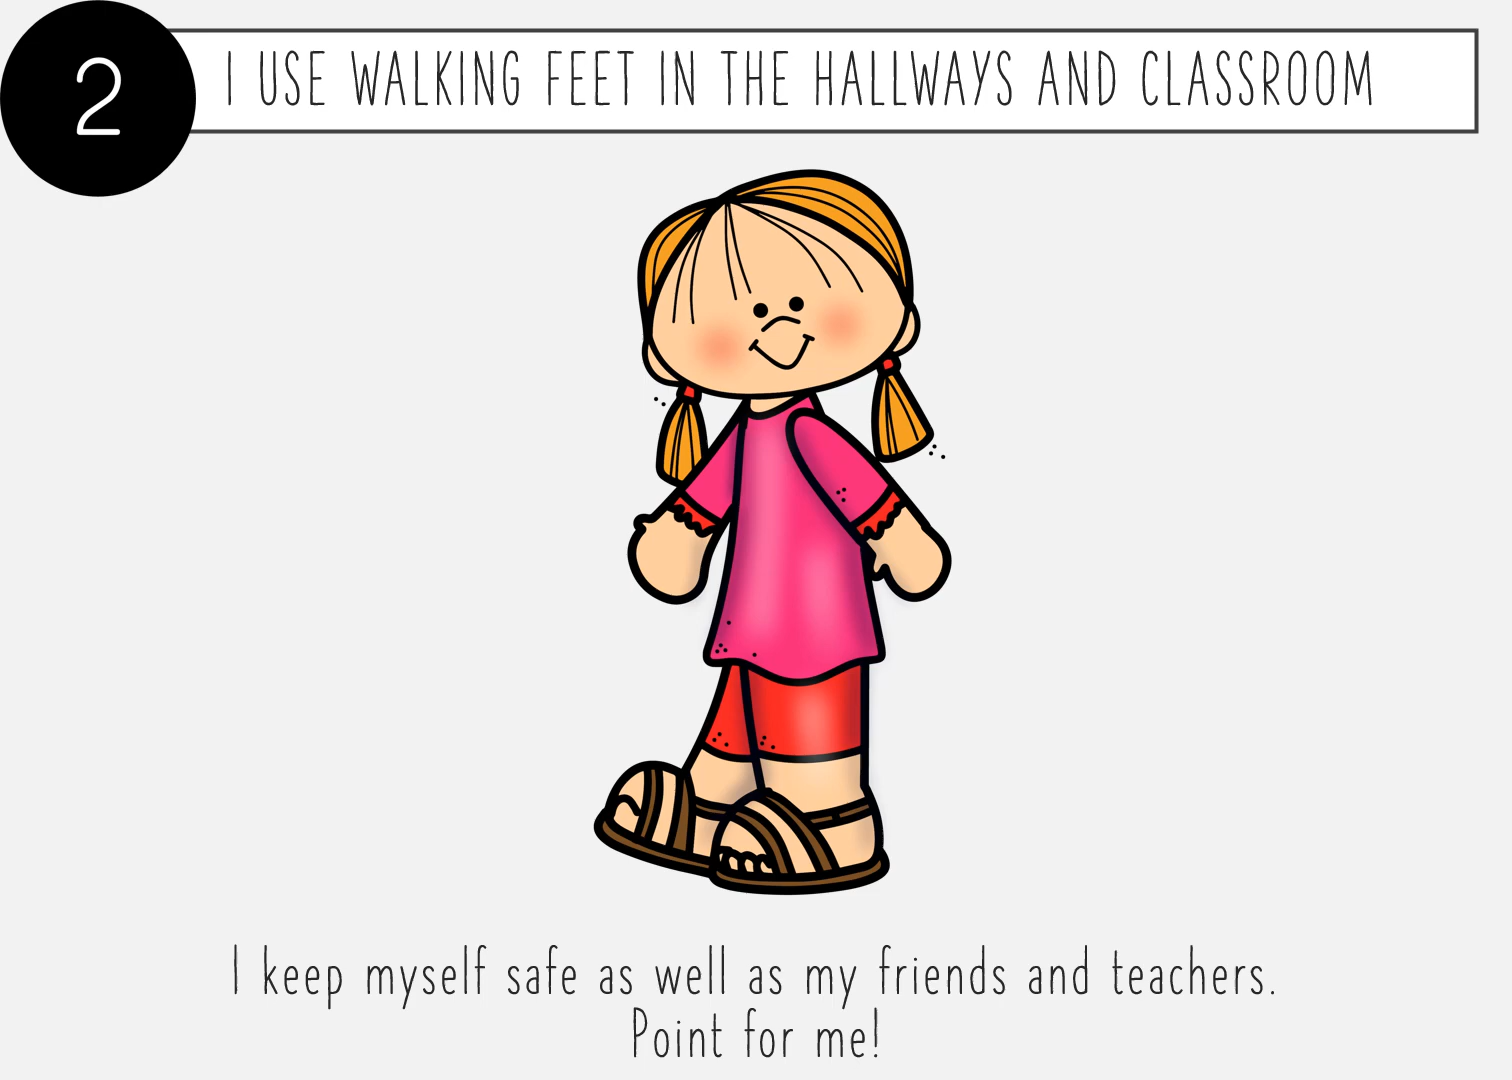 2
I USE WALKING FEET IN THE HALLWAYS AND CLASSROOM
I keep myself safe as well as my friends and teachers.
Point for me!